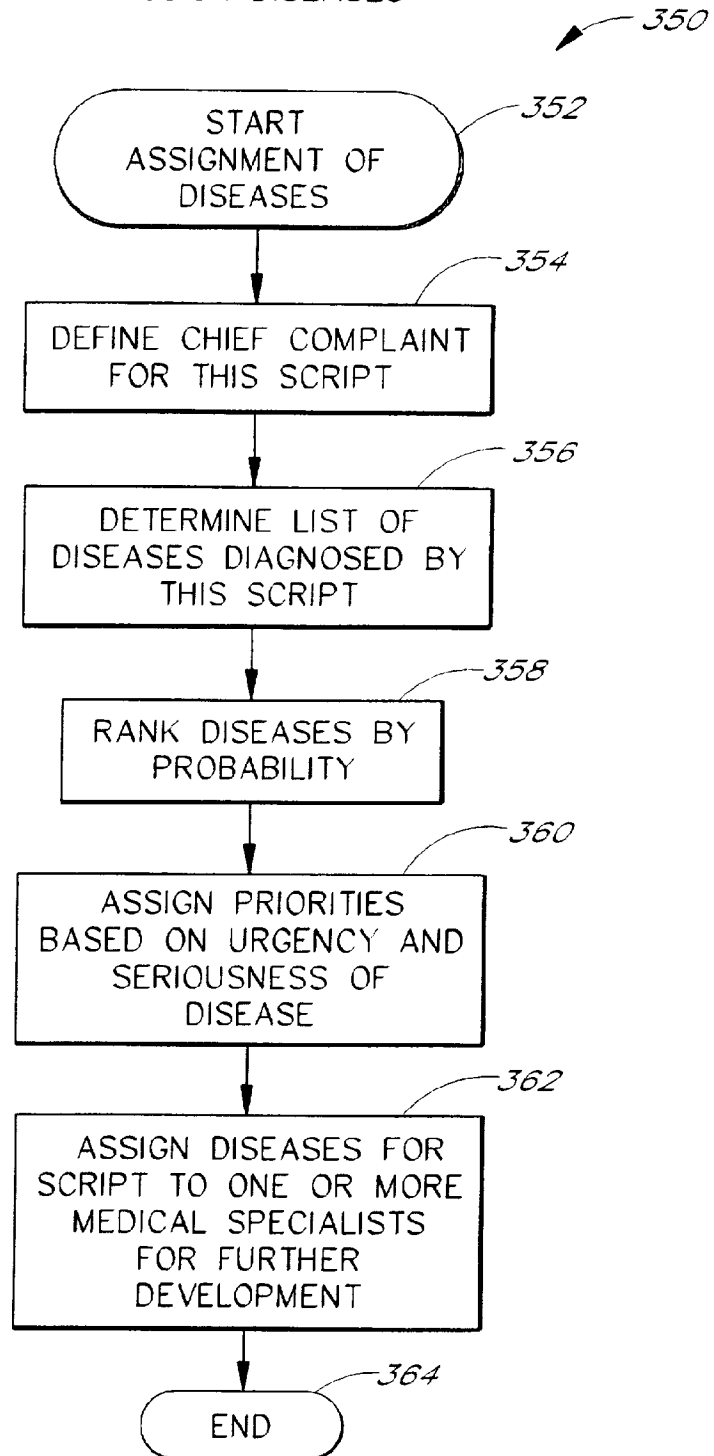 DISEASES
350
START
352
ASSIGNMENT OF
DISEASES
354
DEFINE CHIEF COMPLAINT
FOR THIS SCRIPT
356
DETERMINE LIST OF
DISEASES DIAGNOSED BY
THIS SCRIPT
358
RANK DISEASES BY
PROBABILITY
360
ASSIGN PRIORITIES
BASED ON URGENCY AND
SERIOUSNESS OF
DISEASE
362
ASSIGN DISEASES FOR
SCRIPT TO ONE OR MORE
MEDICAL SPECIALISTS
FOR FURTHER
DEVELOPMENT
364
END